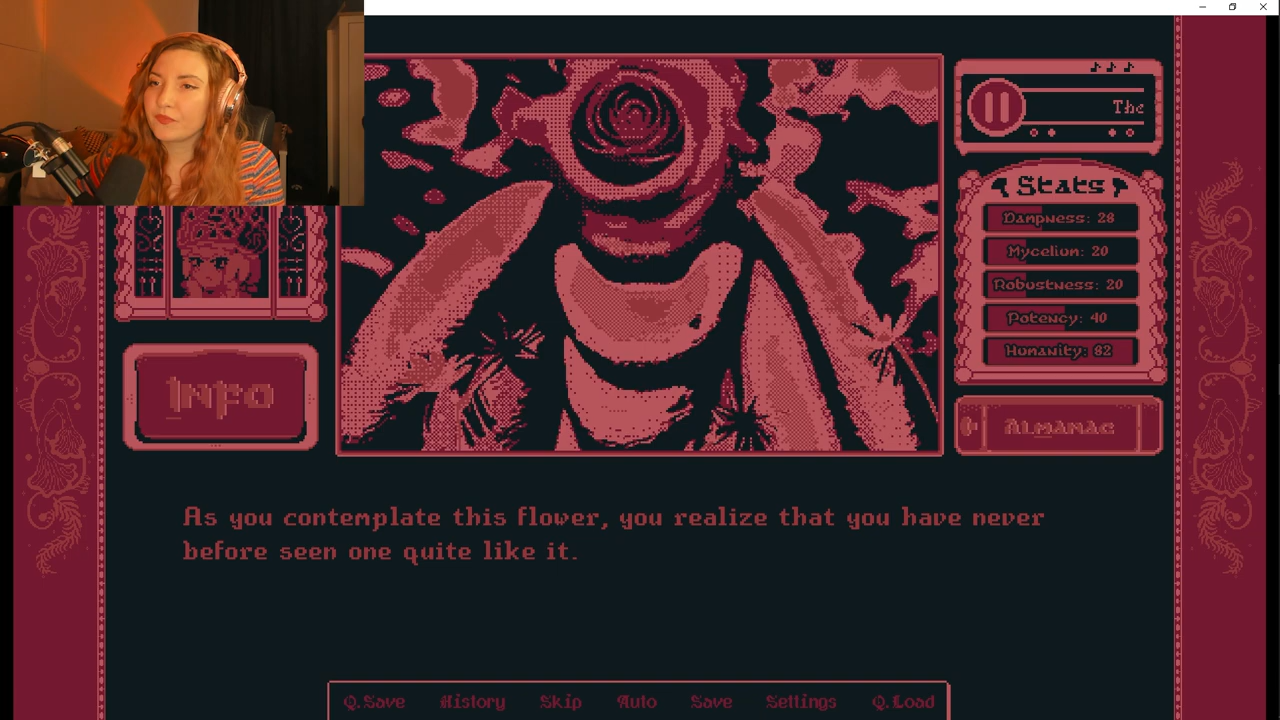 The
Stats
Dampness: 28
Mycelion: 20
Robustness: 20
Potency: 40
Humanity: 82
Info
Almanac
As you contemplate this flower, you realize that you have never
before seen one quite like it.
Q.Save History Skip Auto Save Settings Q.Load